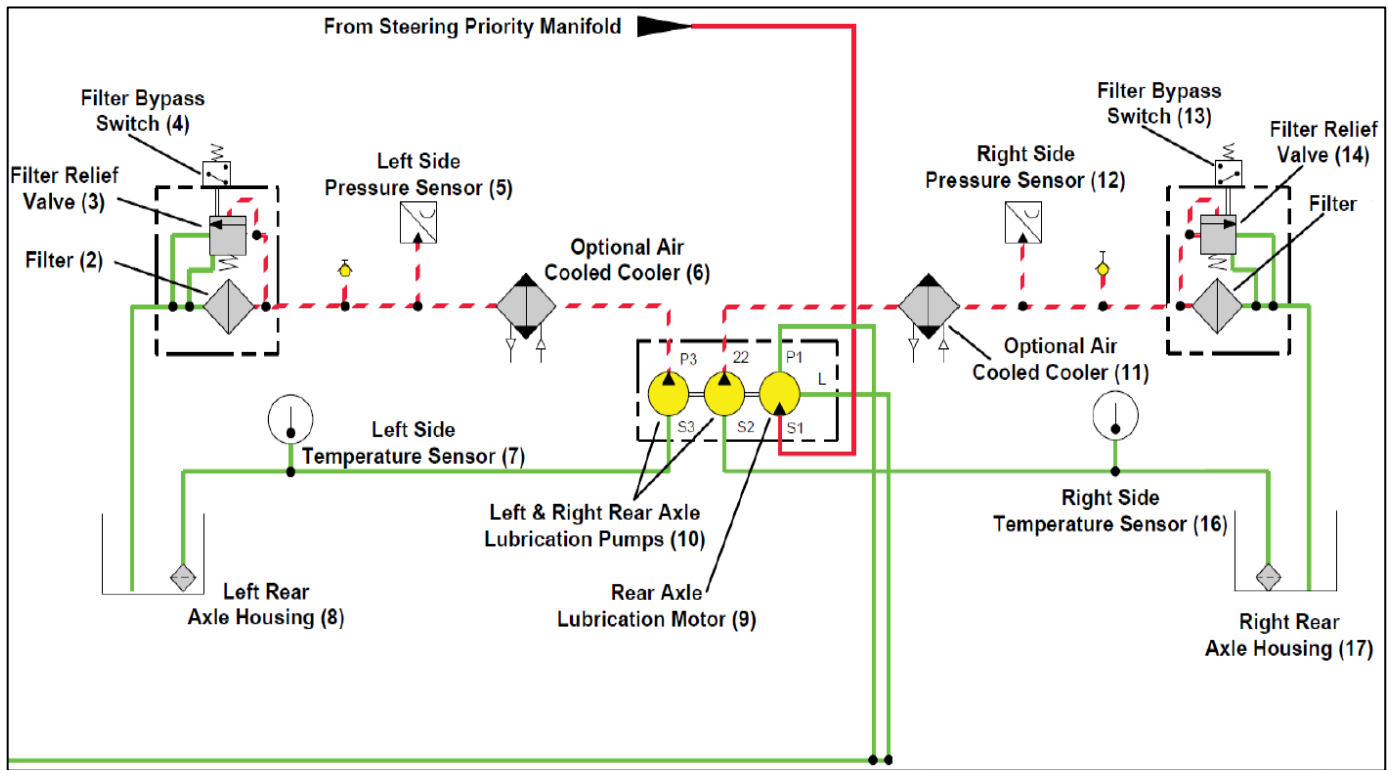 From Steering Priority Manifold
Filter Bypass
Switch (4)
Filter Bypass
Switch (13)
Left Side
Pressure Sensor (5)
Right Side
Pressure Sensor (12)
Filter Relief
Valve (14)
Filter Relief
Valve (3)
Filter
Filter (2)
Optional Air
Cooled Cooler (6)
Optional Air
Cooled Cooler (11)
P3
22
P1
L
S3
S2
S1
Left Side
Temperature Sensor (7)
Right Side
Temperature Sensor (16)
Left & Right Rear Axle
Lubrication Pumps (10)
Left Rear
Axle Housing (8)
Rear Axle
Lubrication Motor (9)
Right Rear
Axle Housing (17)